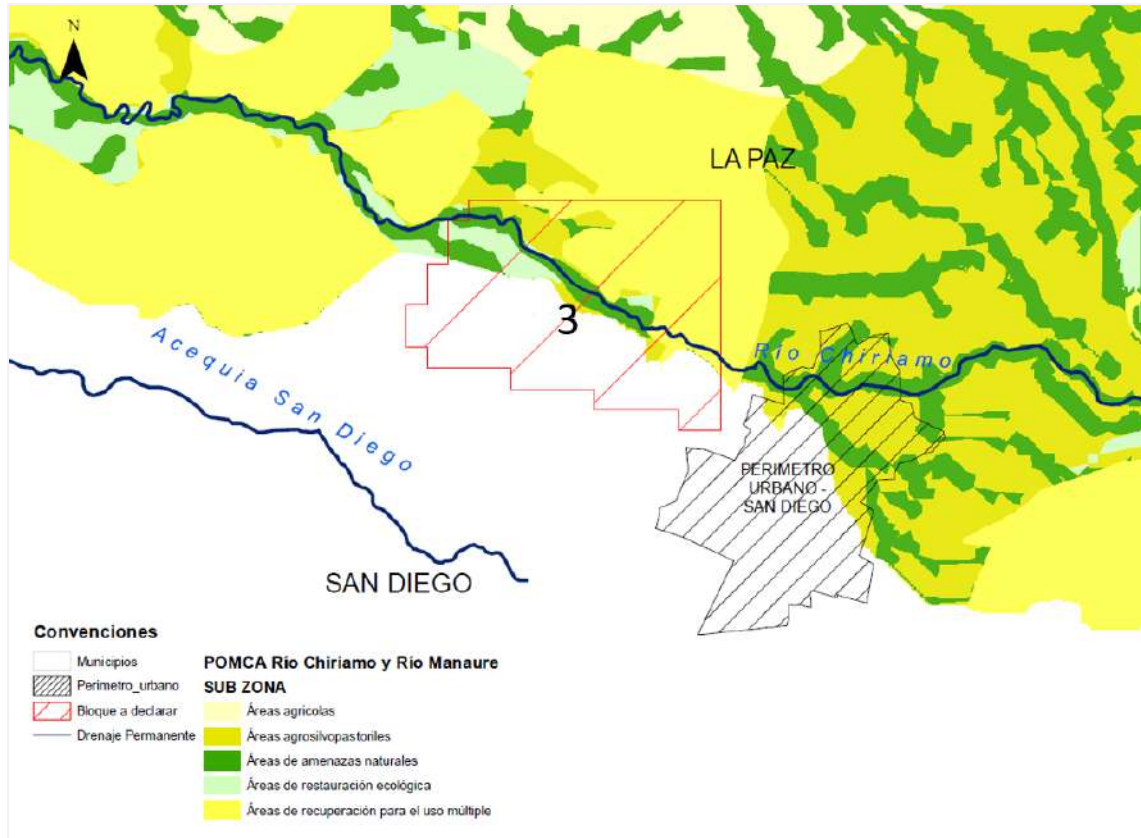 N
LA PAZ
3
Río Chiriamo
Acequia San Diego
PERIMETRO
URBANO -
SAN DIEGO
SAN DIEGO
Convenciones
Municipios
Perimetro_urbano
Bloque a declarar
Drenaje Permanente
POMCA Río Chiriamo y Río Manaure
SUB ZONA
Áreas agricolas
Áreas agrosilvopastoriles
Áreas de amenazas naturales
Áreas de restauración ecológica
Áreas de recuperación para el uso múltiple